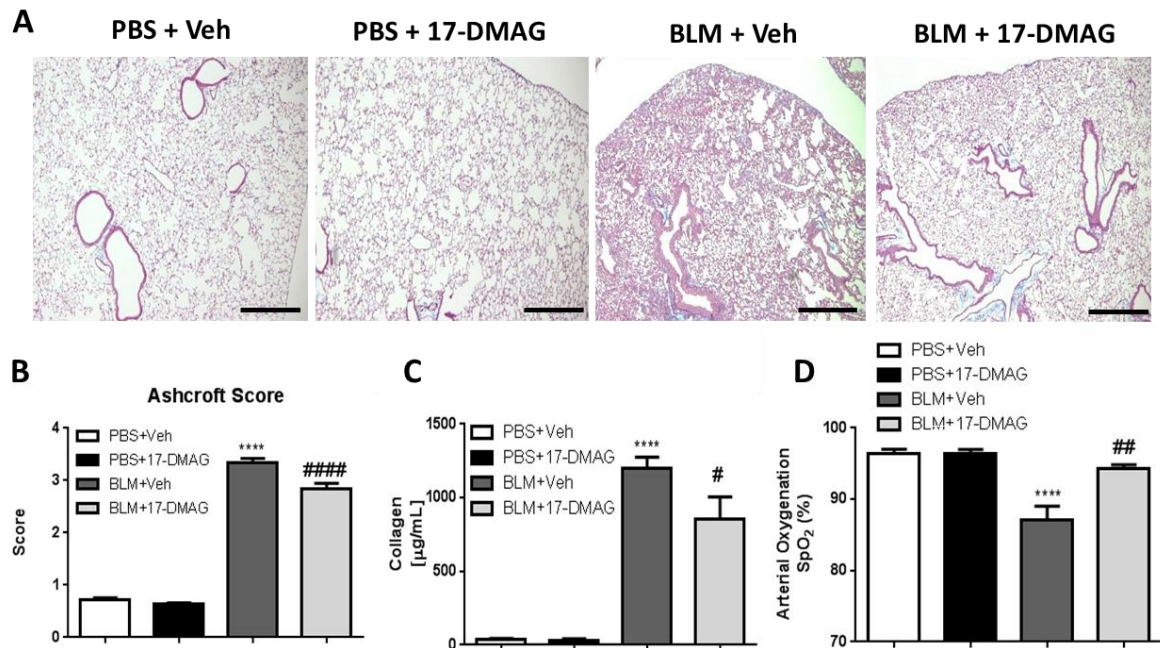 A
PBS + Veh
PBS + 17-DMAG
BLM + Veh
BLM + 17-DMAG
B
Ashcroft Score
Score
4
3
2
1
0
PBS+Veh
PBS+17-DMAG
BLM+Veh
BLM+17-DMAG
****
####
C
Collagen
[µg/mL]
1500
1000
500
0
PBS+Veh
PBS+17-DMAG
BLM+Veh
BLM+17-DMAG
****
#
D
PBS+Veh
PBS+17-DMAG
BLM+Veh
BLM+17-DMAG
Arterial Oxygenation
SpO₂ (%)
100
90
80
70
****
##